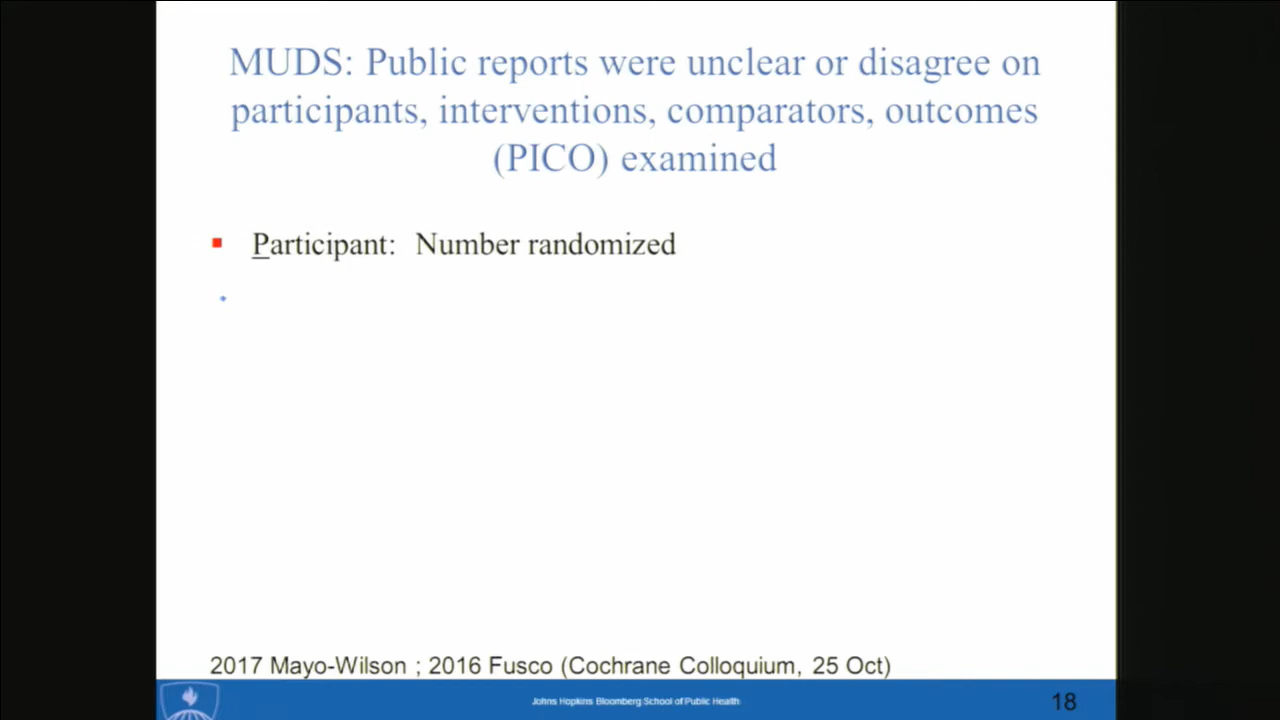 MUDS: Public reports were unclear or disagree on
participants, interventions, comparators, outcomes
(PICO) examined
Participant: Number randomized
2017 Mayo-Wilson ; 2016 Fusco (Cochrane Colloquium, 25 Oct)
Johns Hopkins Bloomberg School of Public Health
18